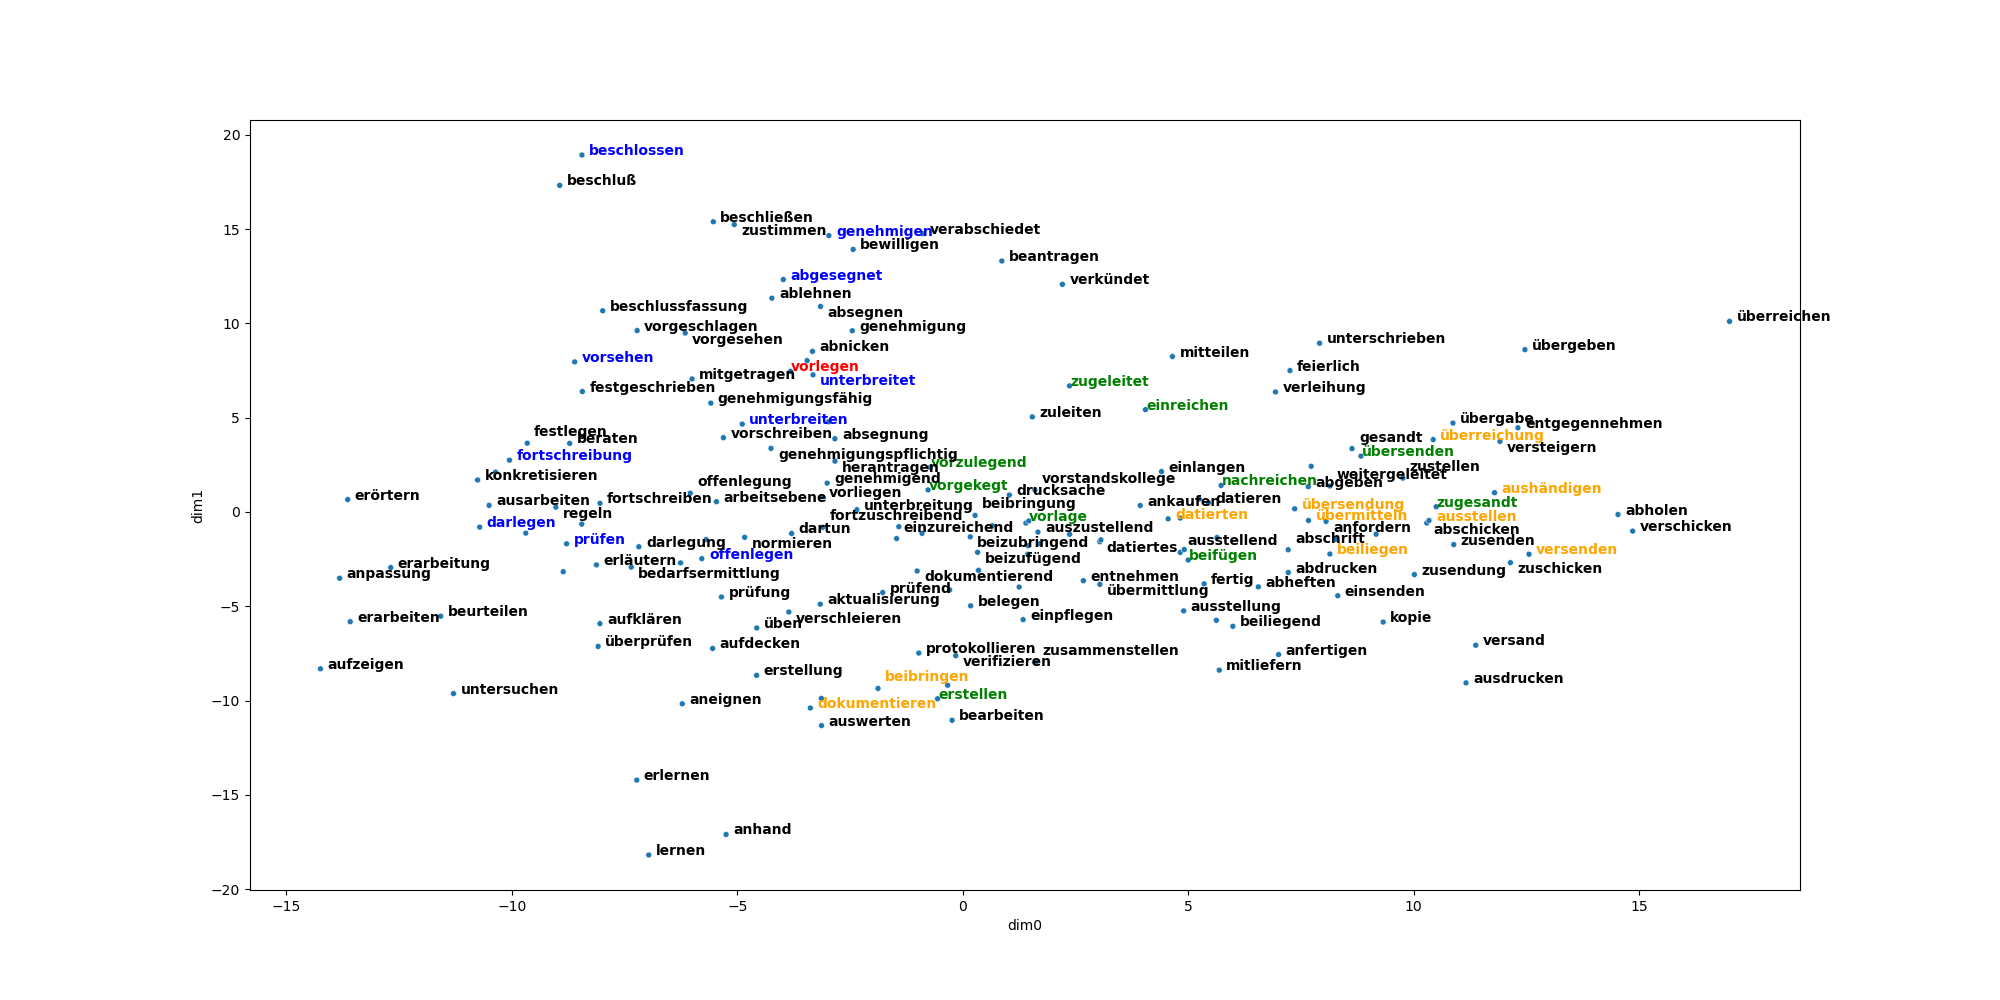 20
beschlossen
beschluß
15
beschließen
zustimmen
genehmigen
verabschiedet
bewilligen
beantragen
abgesegnet
verkündet
ablehnen
beschlussfassung
absegnen
10
vorgeschlagen
genehmigung
vorgesehen
überreichen
unterschrieben
übergeben
abnicken
mitteilen
vorsehen
vorlegen
feierlich
mitgetragen
unterbreitet
zugeleitet
festgeschrieben
verleihung
genehmigungsfähig
einreichen
5
unterbreiten
zuleiten
übergabe
entgegennehmen
festlegen
beraten
vorschreiben
absegnung
gesandt
überreichung
versteigern
fortschreibung
genehmigungspflichtig
vorzulegend
übersenden
herantragen
einlangen
zustellen
konkretisieren
offenlegung
genehmigend
vorstandskollege
nachreichen
weitergeleitet
abgeben
erörtern
ausarbeiten
fortschreiben
arbeitsebene
vorliegen
vorgekegt
drucksache
ankaufen
datieren
aushändigen
0
regeln
unterbreitung
beibringung
übersendung
zugesandt
abholen
darlegen
fortzuschreibend
vorlage
datierten
übermitteln
ausstellen
verschicken
dartun
einzureichend
auszustellend
anfordern
abschicken
prüfen
darlegung
normieren
beizubringend
datiertes
ausstellend
abschrift
zusenden
offenlegen
beizufügend
beifügen
beiliegen
versenden
erarbeitung
erläutern
anpassung
bedarfsermittlung
dokumentierend
entnehmen
fertig
abdrucken
zusendung
zuschicken
prüfung
prüfend
übermittlung
abheften
einsenden
−5
aktualisierung
belegen
ausstellung
erarbeiten
beurteilen
aufklären
üben
verschleieren
einpflegen
beiliegend
kopie
überprüfen
aufdecken
protokollieren
zusammenstellen
anfertigen
versand
aufzeigen
verifizieren
mitliefern
erstellung
beibringen
ausdrucken
untersuchen
erstellen
−10
aneignen
dokumentieren
auswerten
bearbeiten
erlernen
−15
anhand
lernen
−20
−15 −10 −5 0 5 10 15
dim0
dim1